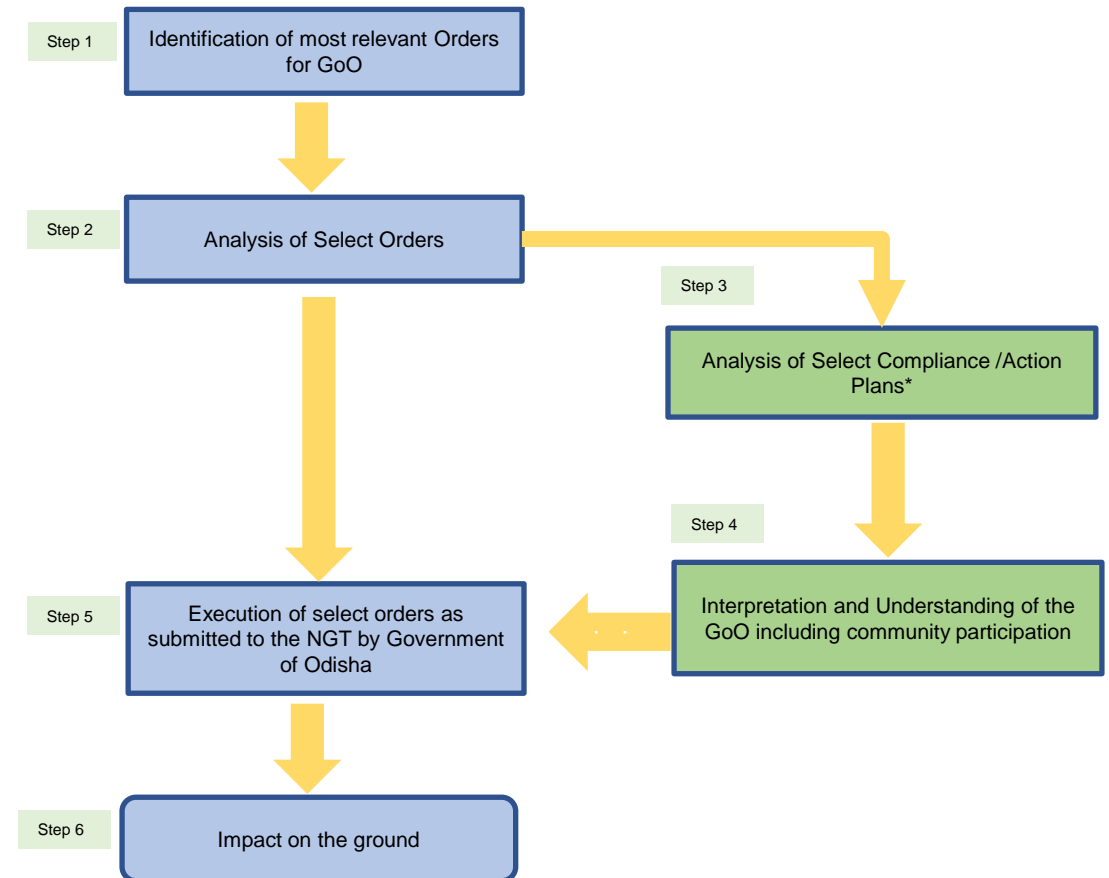 Step 1
Identification of most relevant Orders
for GoO
Step 2
Analysis of Select Orders
Step 3
Analysis of Select Compliance /Action
Plans*
Step 4
Interpretation and Understanding of the
GoO including community participation
Step 5
Execution of select orders as
submitted to the NGT by Government
of Odisha
Step 6
Impact on the ground